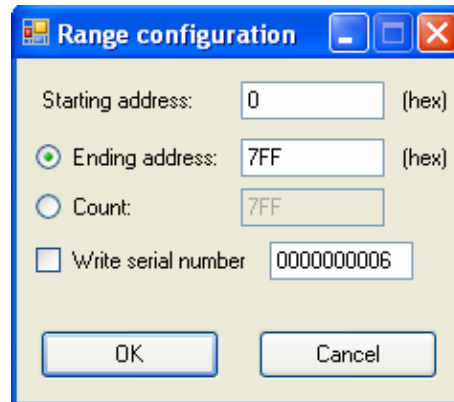 Range configuration
Starting address: 0 (hex)
Ending address: 7FF (hex)
Count: 7FF
Write serial number 0000000006
OK Cancel